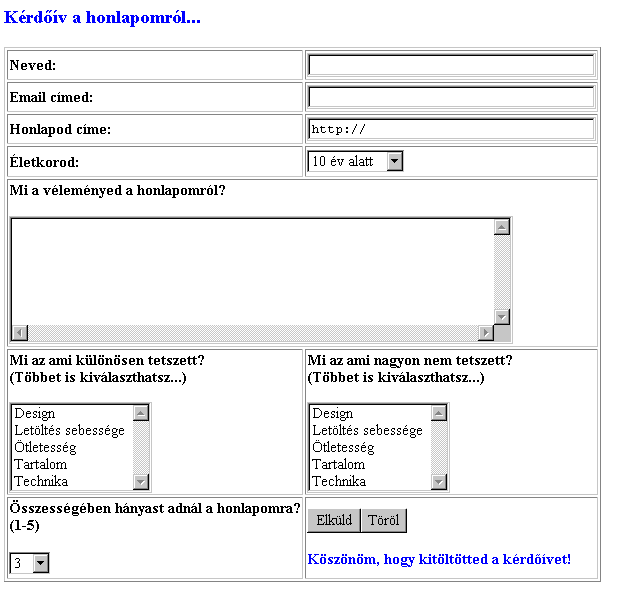 Kérdőív a honlapomról...
Neved:
Email címed:
Honlapod címe: http://
Életkorod: 10 év alatt
Mi a véleményed a honlapomról?
Mi az ami különösen tetszett?
(Többet is kiválaszthatsz...)
Design
Letöltés sebessége
Ötletesség
Tartalom
Technika
Mi az ami nagyon nem tetszett?
(Többet is kiválaszthatsz...)
Design
Letöltés sebessége
Ötletesség
Tartalom
Technika
Összességében hányast adnál a honlapomra?
(1-5)
3
Elküld Töröl
Köszönöm, hogy kitöltötted a kérdőívet!